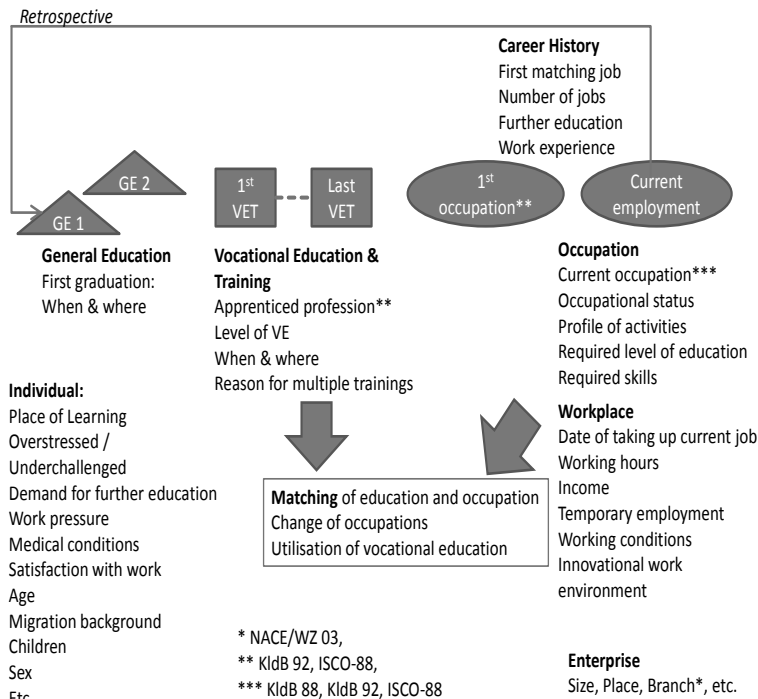 Retrospective
Career History
First matching job
Number of jobs
Further education
Work experience
GE 1
GE 2
1st
VET
Last
VET
1st
occupation**
Current
employment
General Education
First graduation:
When & where
Vocational Education &
Training
Apprenticed profession**
Level of VE
When & where
Reason for multiple trainings
Occupation
Current occupation***
Occupational status
Profile of activities
Required level of education
Required skills
Individual:
Place of Learning
Overstressed /
Underchallenged
Demand for further education
Work pressure
Medical conditions
Satisfaction with work
Age
Migration background
Children
Sex
Etc.
Matching of education and occupation
Change of occupations
Utilisation of vocational education
Workplace
Date of taking up current job
Working hours
Income
Temporary employment
Working conditions
Innovational work
environment
* NACE/WZ 03,
** KldB 92, ISCO-88,
*** KldB 88, KldB 92, ISCO-88
Enterprise
Size, Place, Branch*, etc.